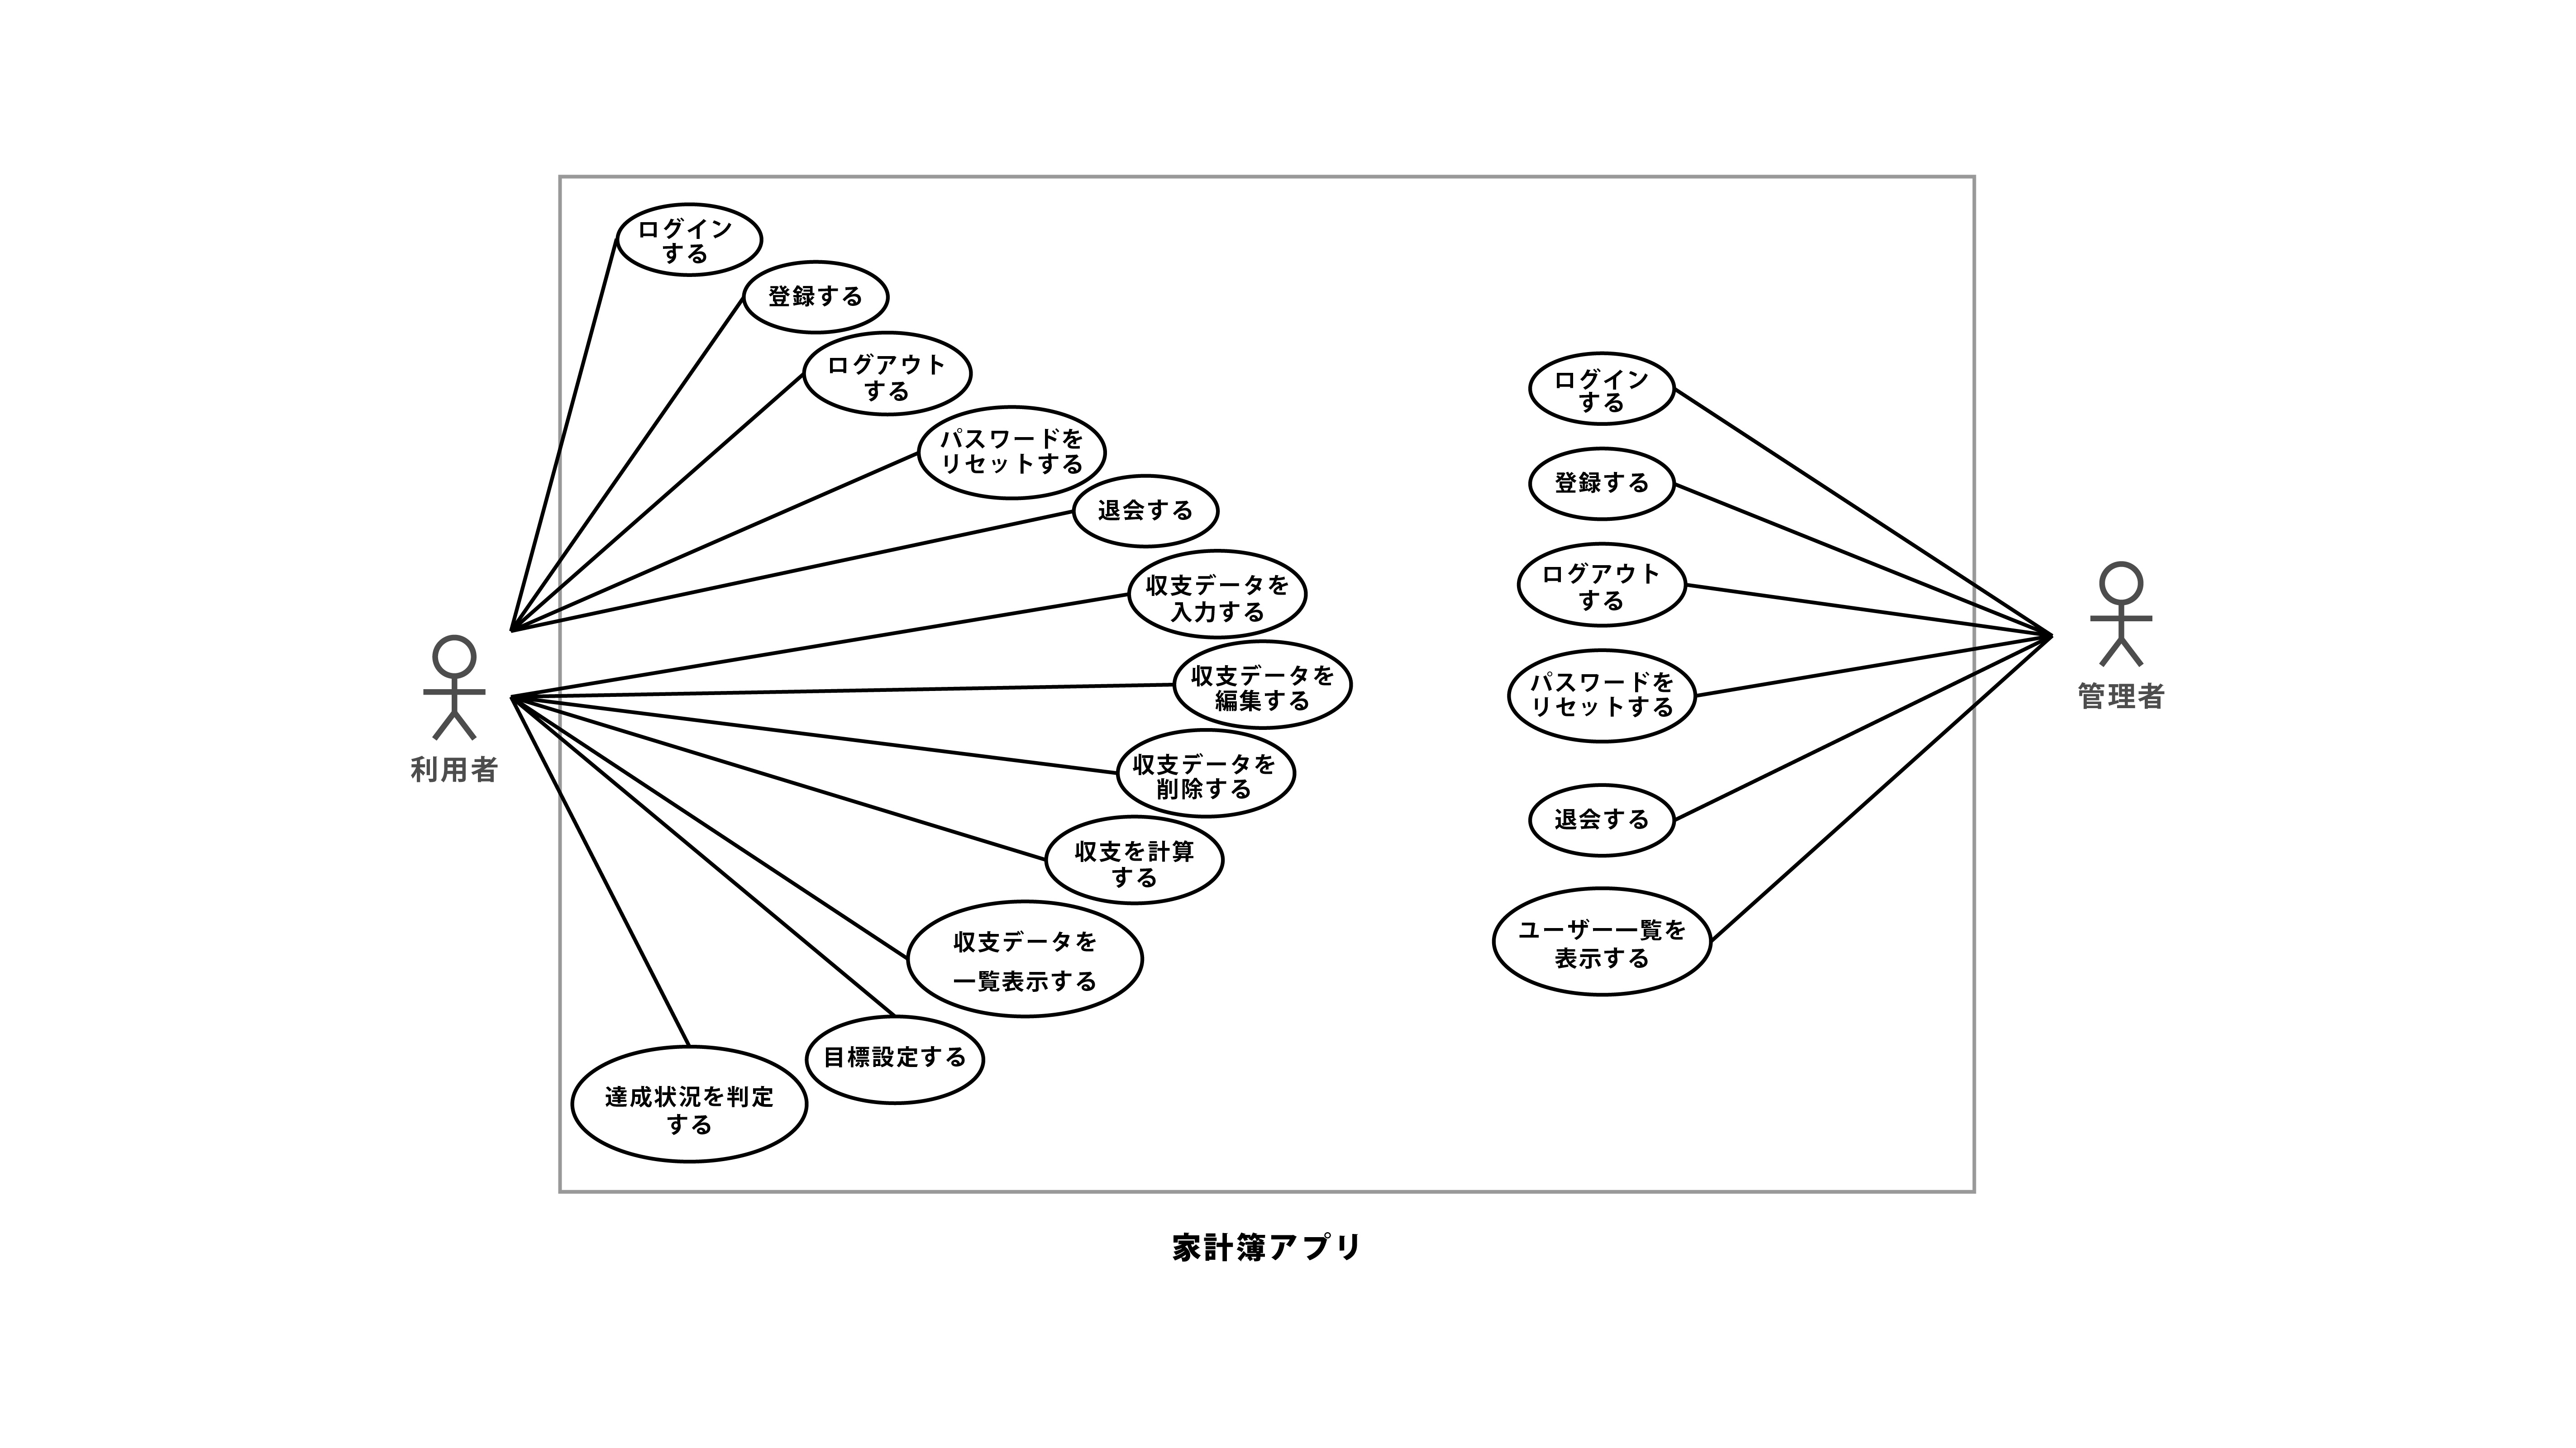 ログイン
する
登録する
ログアウト
する
パスワードを
リセットする
退会する
収支データを
入力する
収支データを
編集する
収支データを
削除する
収支を計算
する
収支データを
一覧表示する
目標設定する
達成状況を判定
する
利用者
ログイン
する
登録する
ログアウト
する
パスワードを
リセットする
退会する
ユーザー一覧を
表示する
管理者
家計簿アプリ